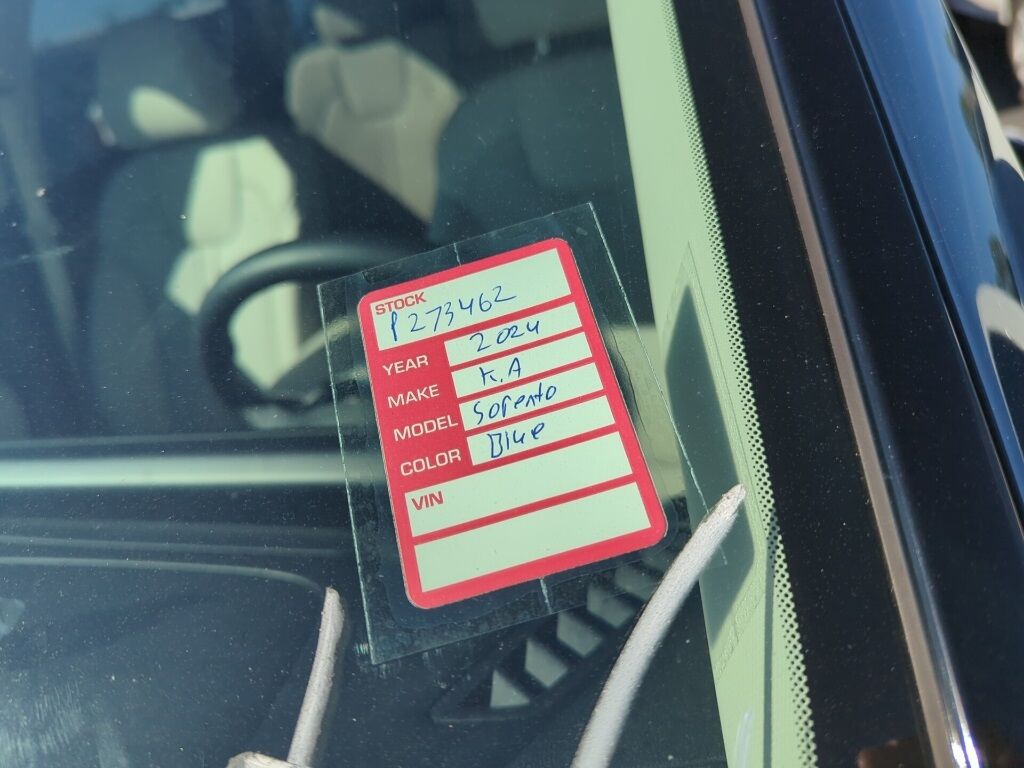 STOCK
P273462
YEAR 2024
MAKE K.A
MODEL Sorento
COLOR Blue
VIN